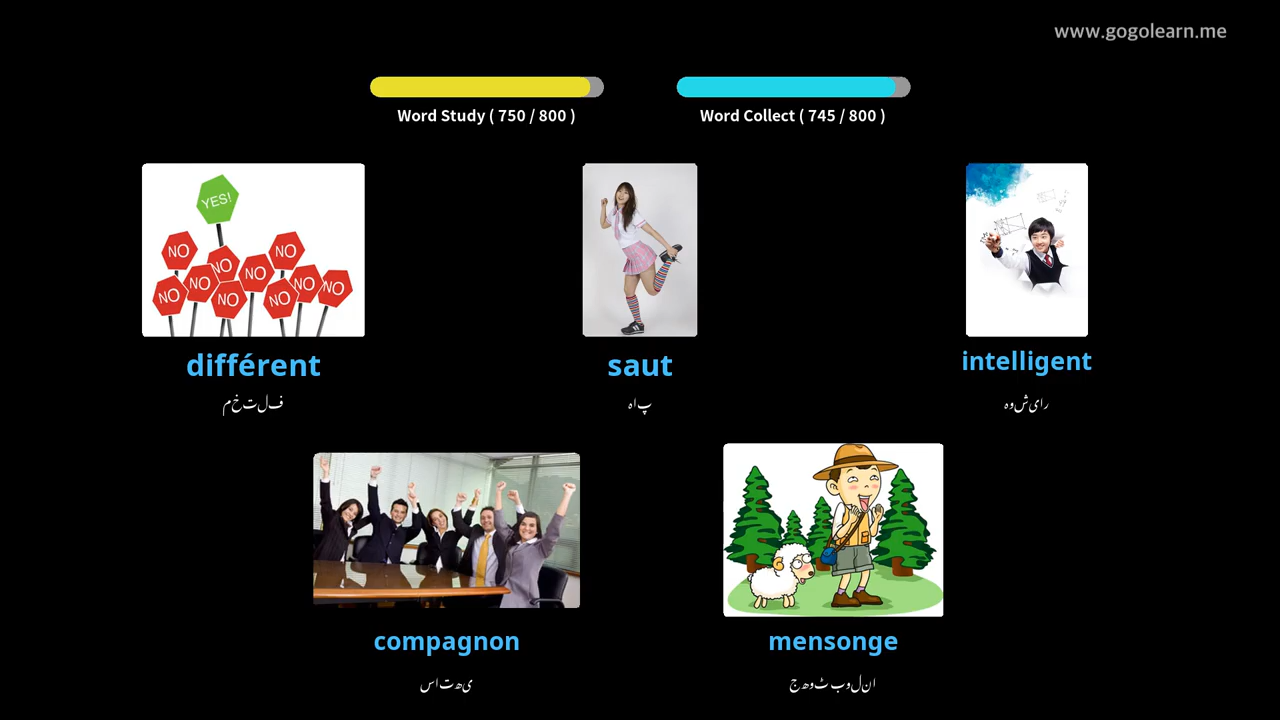 www.gogolearn.me
Word Study ( 750 / 800 )
Word Collect ( 745 / 800 )
différent
saut
intelligent
مختلف
ہاپ
ہوشیار
compagnon
mensonge
ساتھی
جھوٹ بولنا